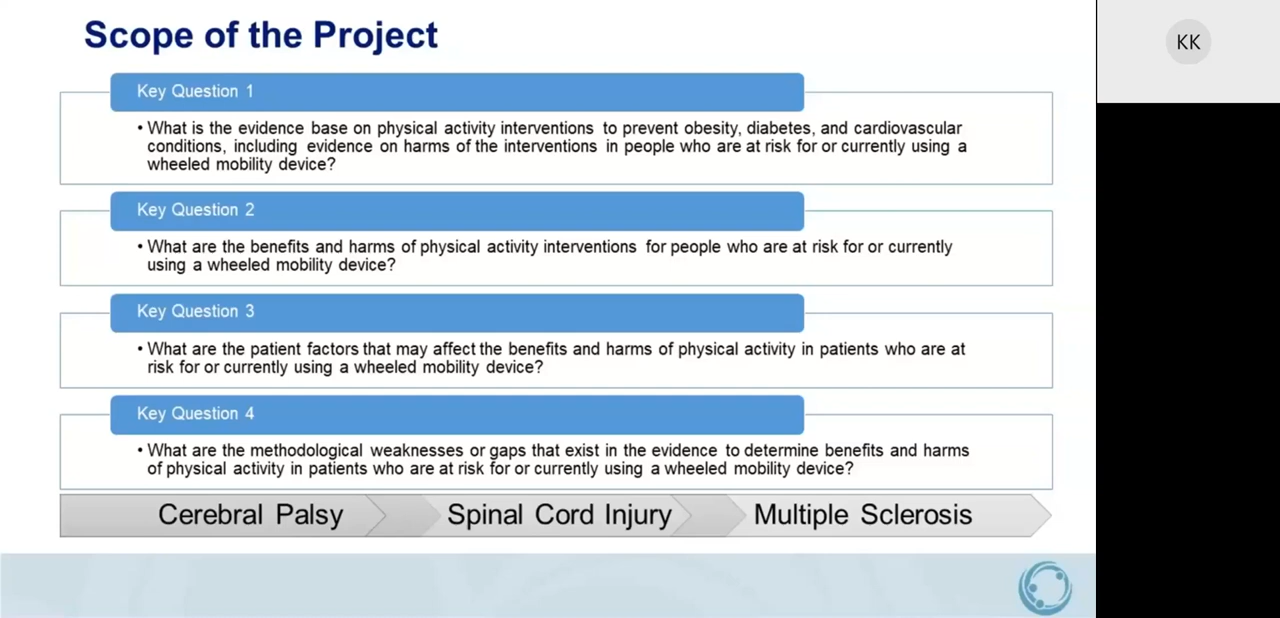 Scope of the Project
KK
Key Question 1
• What is the evidence base on physical activity interventions to prevent obesity, diabetes, and cardiovascular
conditions, including evidence on harms of the interventions in people who are at risk for or currently using a
wheeled mobility device?
Key Question 2
• What are the benefits and harms of physical activity interventions for people who are at risk for or currently
using a wheeled mobility device?
Key Question 3
• What are the patient factors that may affect the benefits and harms of physical activity in patients who are at
risk for or currently using a wheeled mobility device?
Key Question 4
• What are the methodological weaknesses or gaps that exist in the evidence to determine benefits and harms
of physical activity in patients who are at risk for or currently using a wheeled mobility device?
Cerebral Palsy
Spinal Cord Injury
Multiple Sclerosis